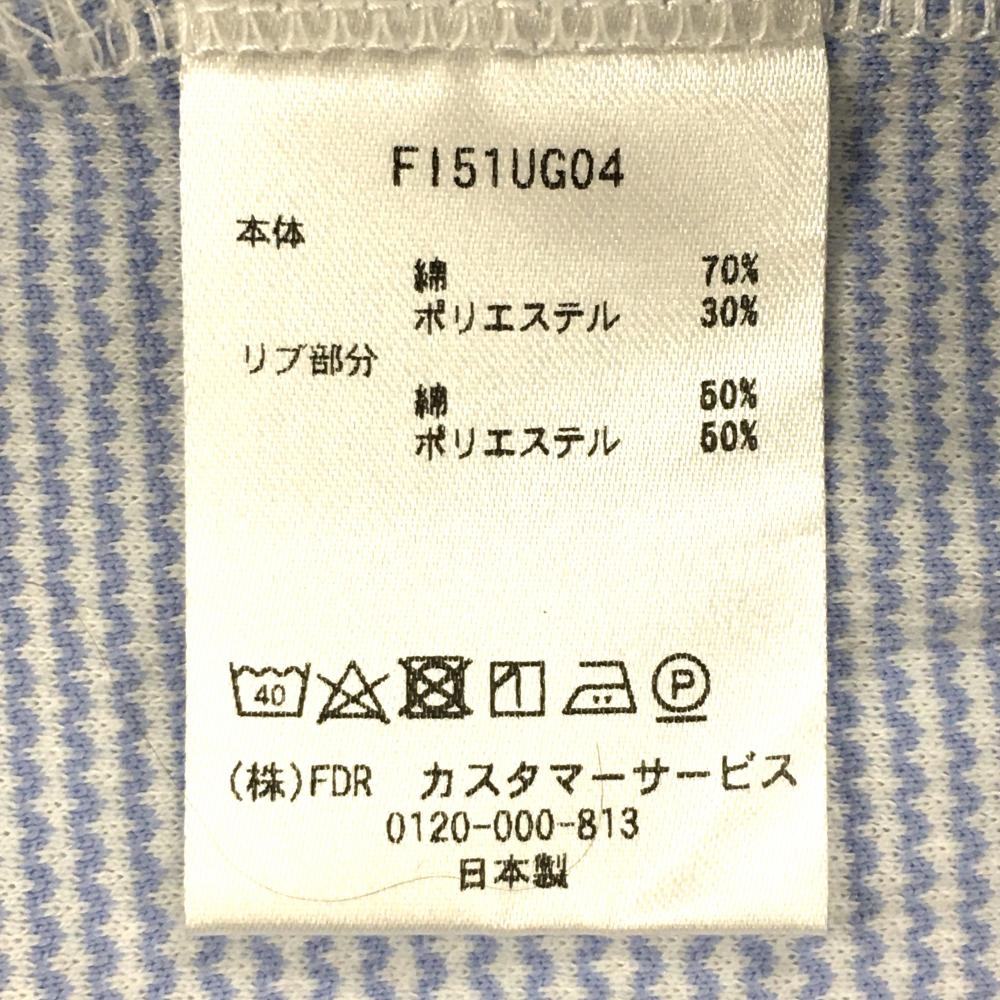 FI51UG04
本体
綿 70%
ポリエステル 30%
リブ部分
綿 50%
ポリエステル 50%
40 P
(株)FDR カスタマーサービス
0120-000-813
日本製